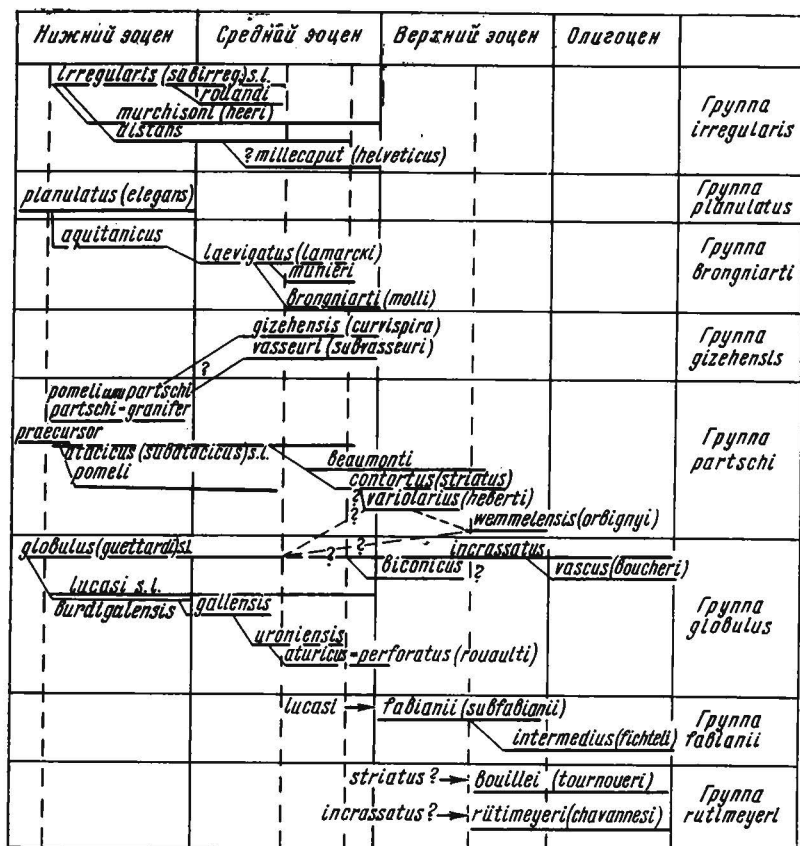 Нижний эоцен
Средний эоцен
Верхний эоцен
Олигоцен
irregularis (subirreg) s.l.
rollandi
murchisoni (heeri)
distans
? millecaput (helveticus)
Группа
irregularis
planulatus (elegans)
Группа
planulatus
aquitanicus
laevigatus (lamarcki)
munieri
brongniarti (molli)
Группа
brongniarti
gizehensis (curvispira)
vasseuri (subvasseuri)
?
Группа
gizehensis
pomeli или partschi
partschi-granifer
praecursor
atacicus (subatacicus) s.l.
pomeli
beaumonti
contortus (striatus)
? variolarius (heberti)
?
wemmelensis (orbignyi)
Группа
partschi
globulus (guettardi) s.l.
?
?
incrassatus
biconicus
?
vascus (boucheri)
lucasi s.l.
burdigalensis
gallensis
uroniensis
aturicus=perforatus (rouaulti)
Группа
globulus
lucasi → fabianii (subfabianii)
intermedius (fichteli)
Группа
fabianii
striatus? → bouillei (tournoueri)
incrassatus? → rütimeyeri (chavannesi)
Группа
rutimeyeri